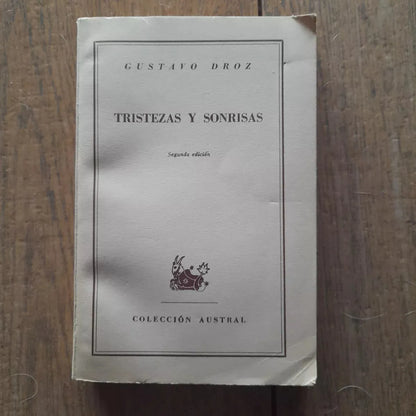 GUSTAVO DROZ
TRISTEZAS Y SONRISAS
Segunda edición
COLECCIÓN AUSTRAL